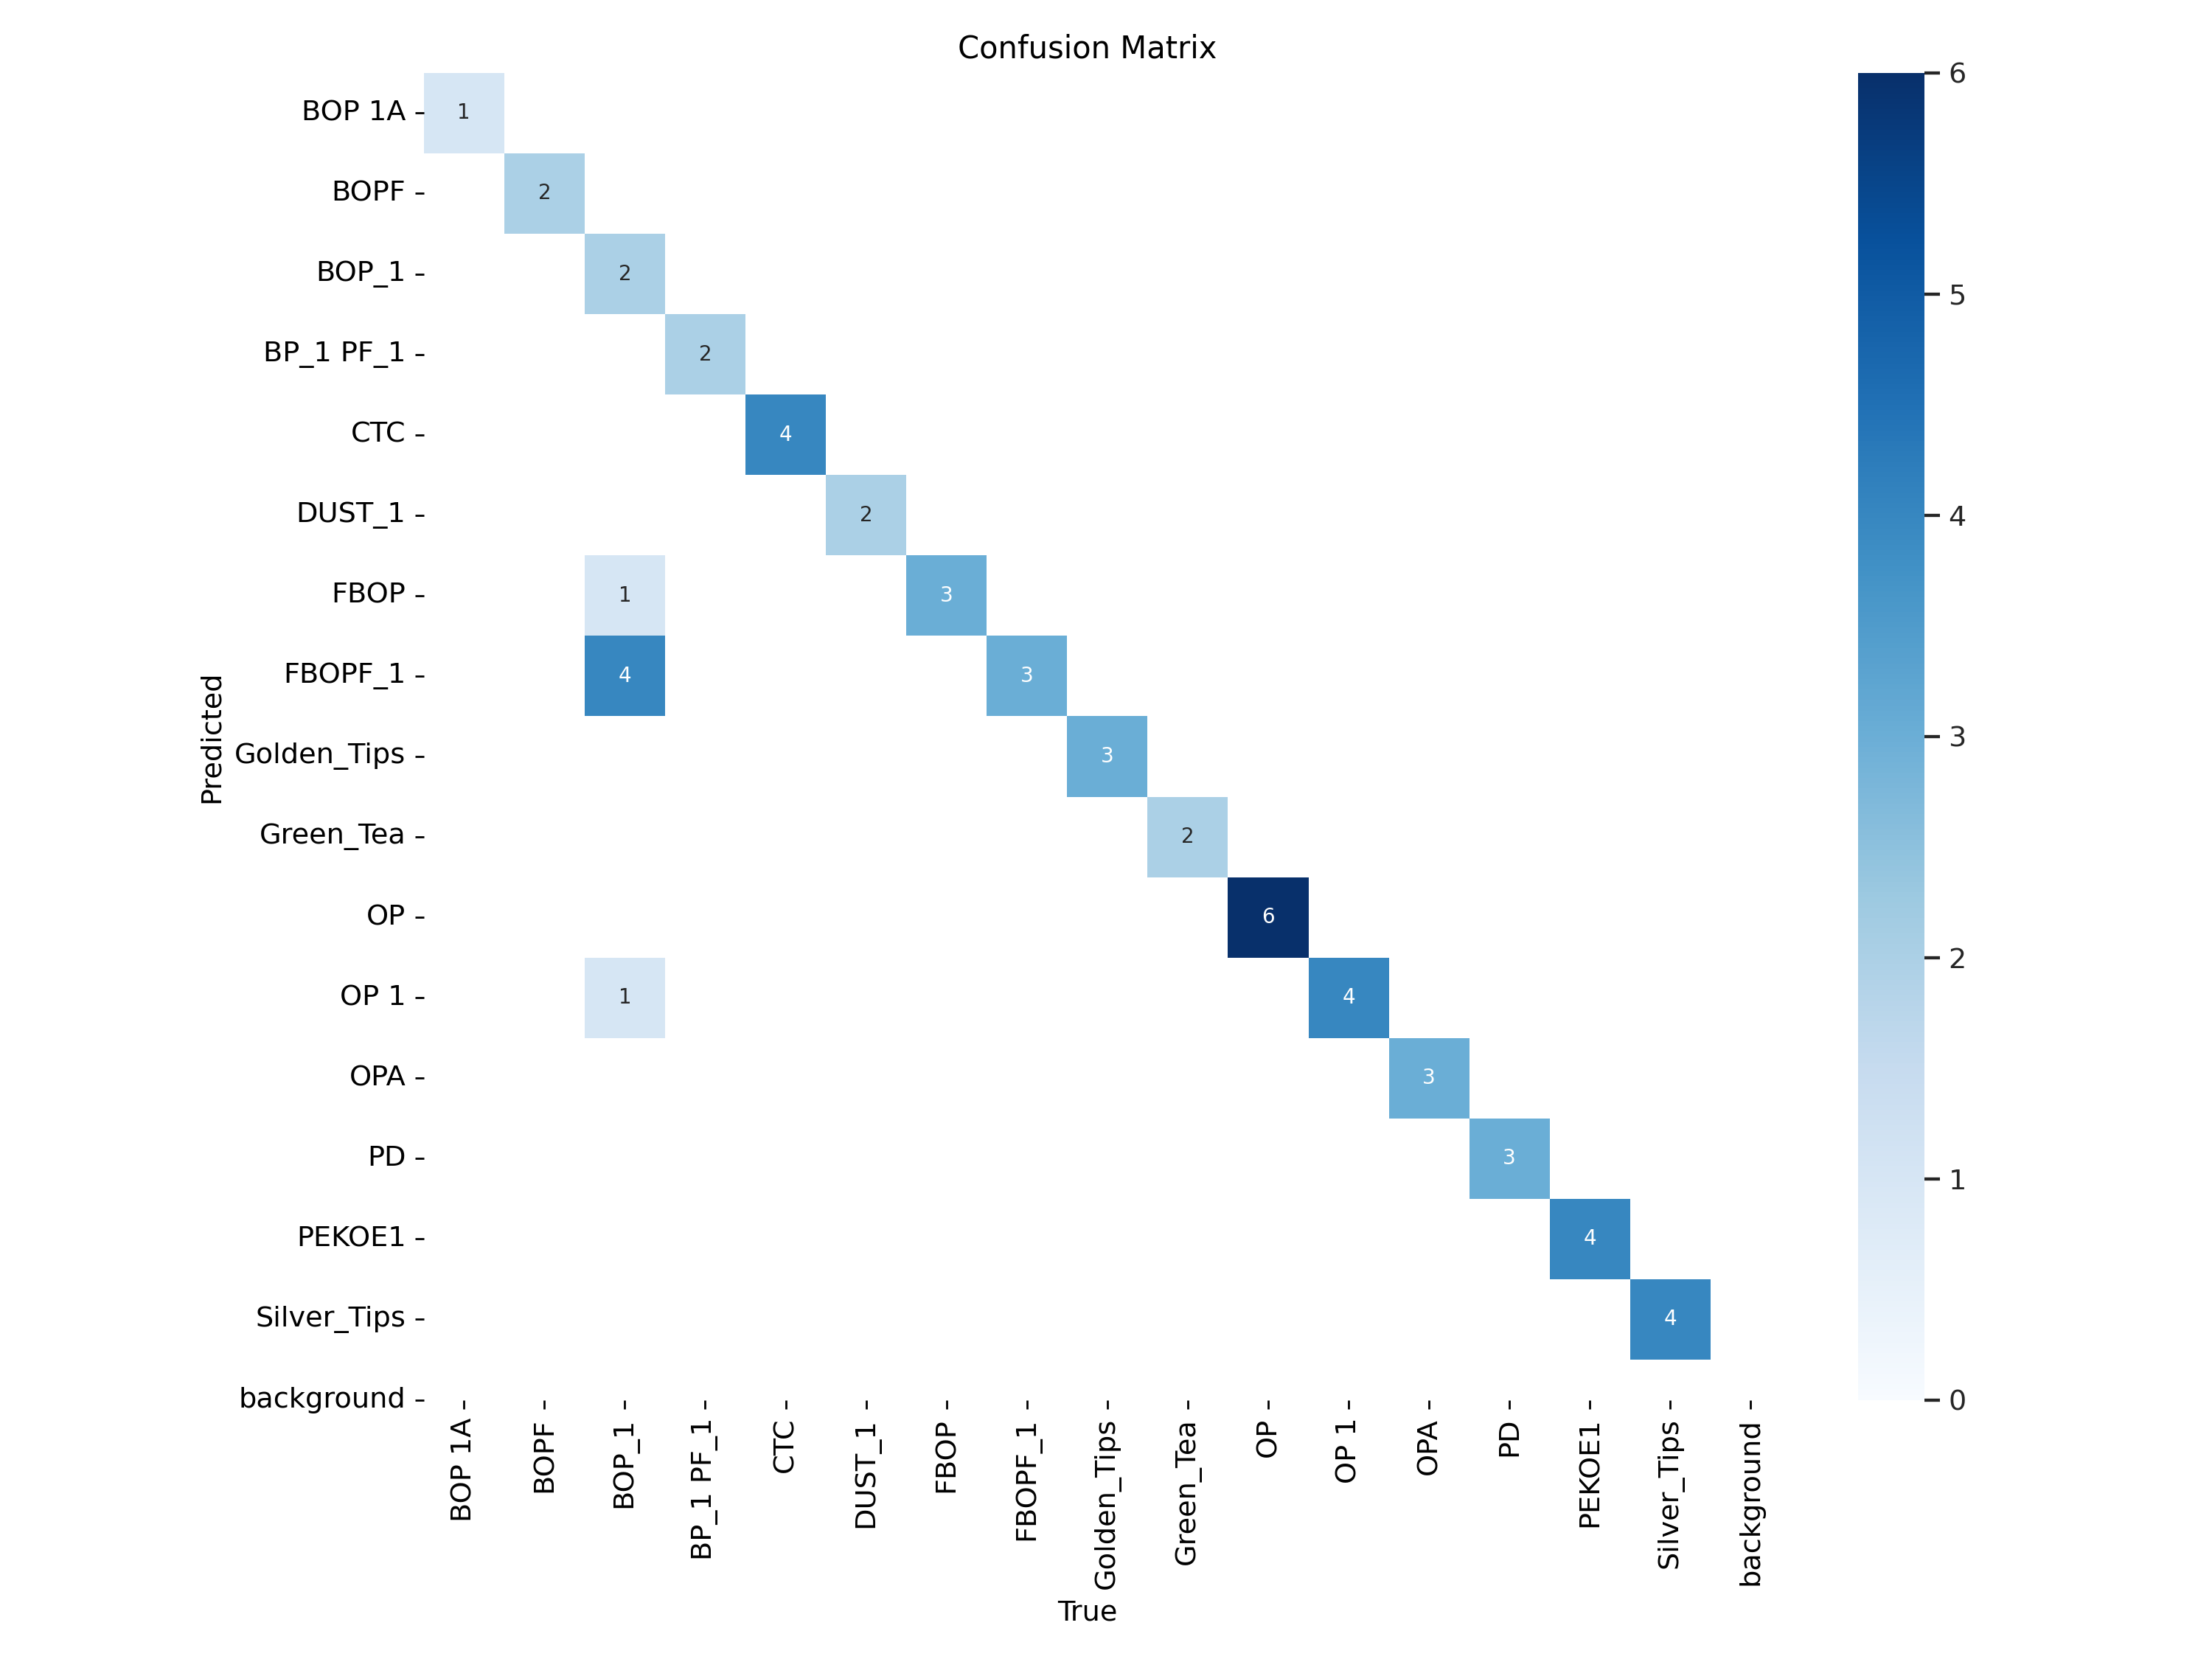 Confusion Matrix
BOP 1A
1
BOPF
2
BOP_1
2
BP_1 PF_1
2
CTC
4
DUST_1
2
FBOP
1 3
FBOPF_1
4 3
Golden_Tips
3
Green_Tea
2
OP
6
OP 1
1 4
OPA
3
PD
3
PEKOE1
4
Silver_Tips
4
background
Predicted
BOP 1A
BOPF
BOP_1
BP_1 PF_1
CTC
DUST_1
FBOP
FBOPF_1
Golden_Tips
Green_Tea
OP
OP 1
OPA
PD
PEKOE1
Silver_Tips
background
True
6
5
4
3
2
1
0